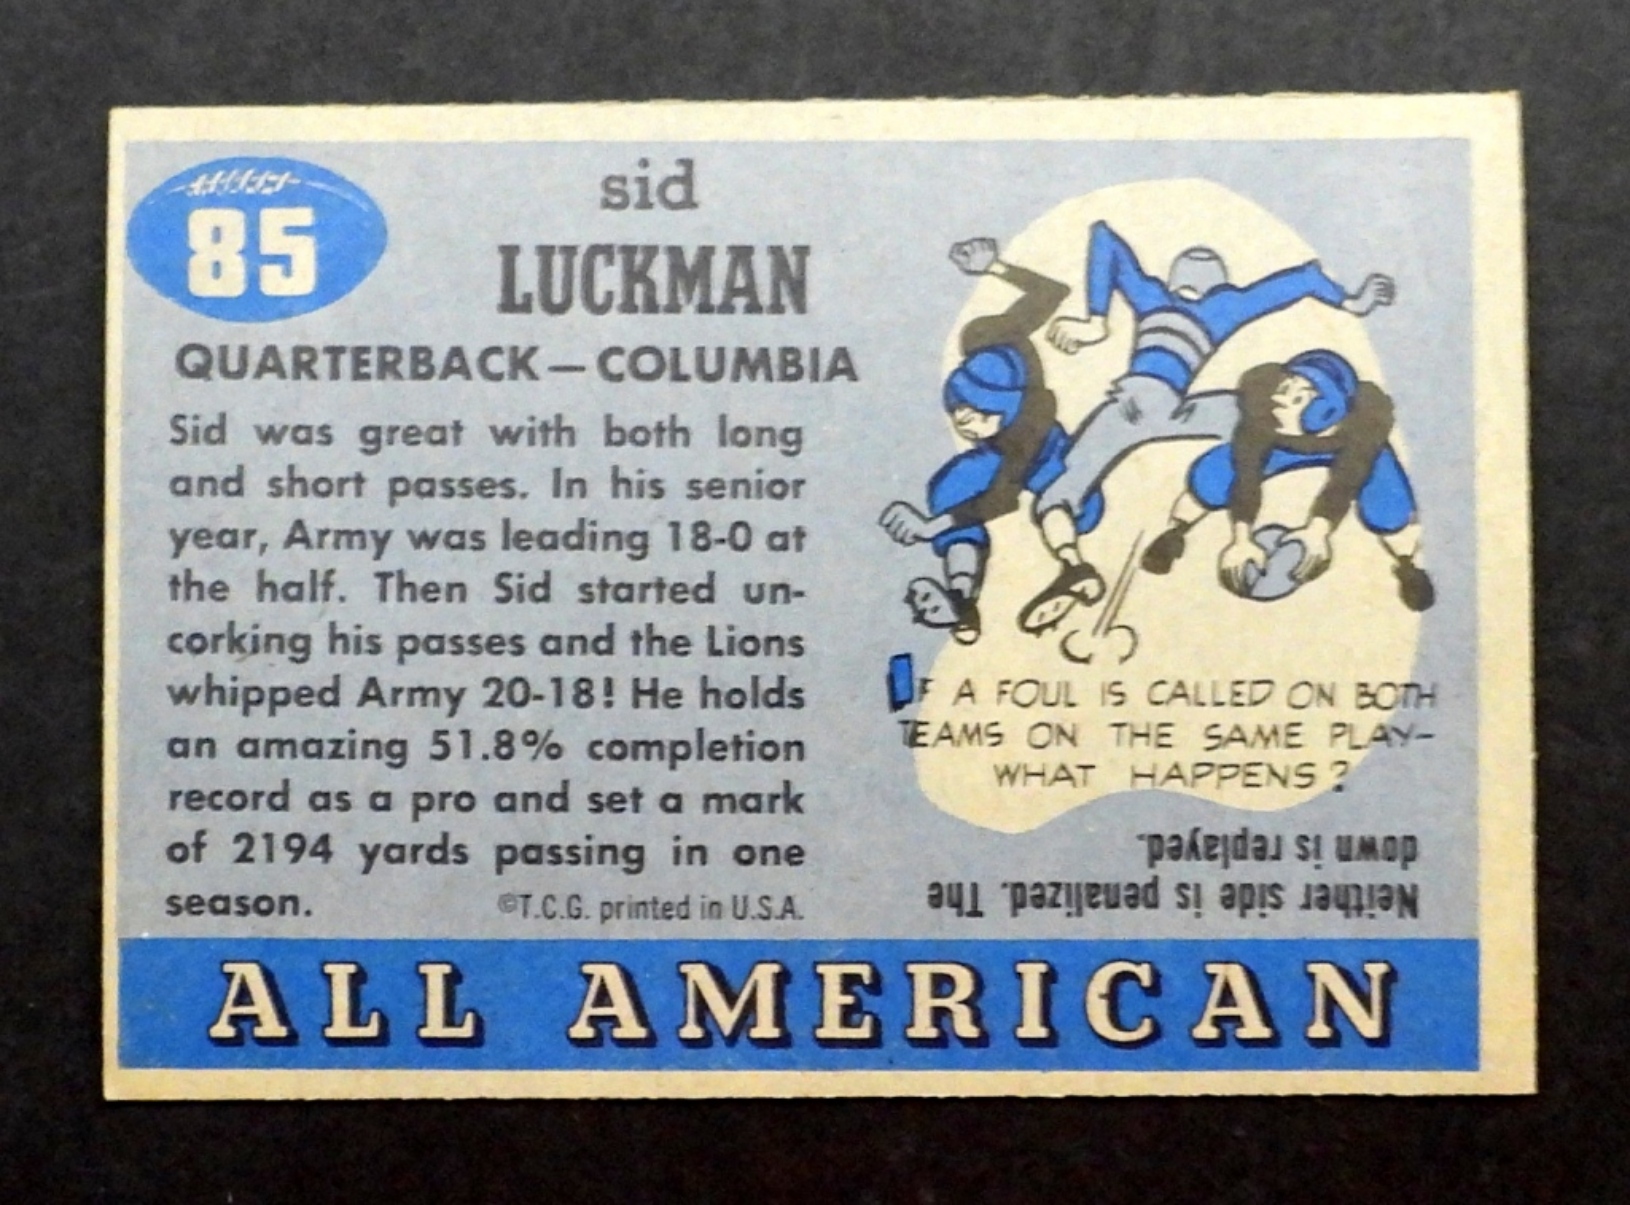 85
sid
LUCKMAN
QUARTERBACK — COLUMBIA
Sid was great with both long
and short passes. In his senior
year, Army was leading 18-0 at
the half. Then Sid started un-
corking his passes and the Lions
whipped Army 20-18! He holds
an amazing 51.8% completion
record as a pro and set a mark
of 2194 yards passing in one
season.
©T.C.G. printed in U.S.A.
IF A FOUL IS CALLED ON BOTH
TEAMS ON THE SAME PLAY—
WHAT HAPPENS?
Neither side is penalized. The
down is replayed.
ALL AMERICAN